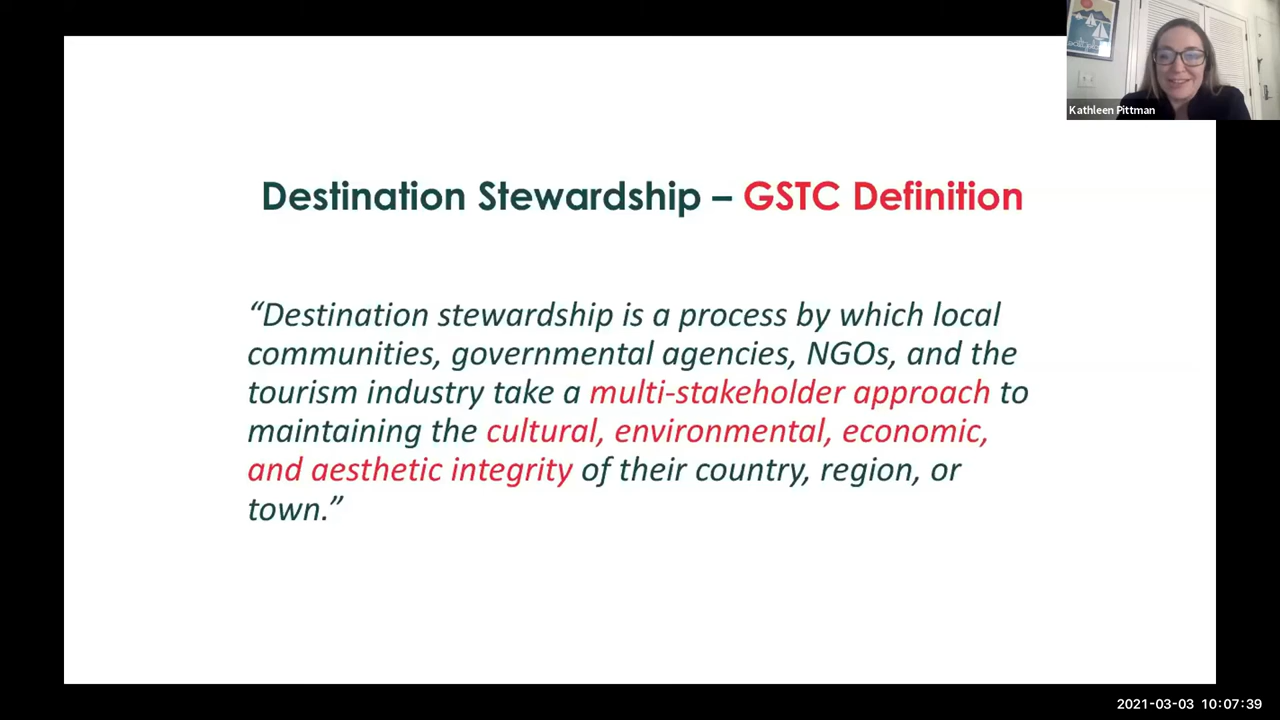 Kathleen Pittman
Destination Stewardship – GSTC Definition
“Destination stewardship is a process by which local
communities, governmental agencies, NGOs, and the
tourism industry take a multi-stakeholder approach to
maintaining the cultural, environmental, economic,
and aesthetic integrity of their country, region, or
town.”
2021-03-03 10:07:39